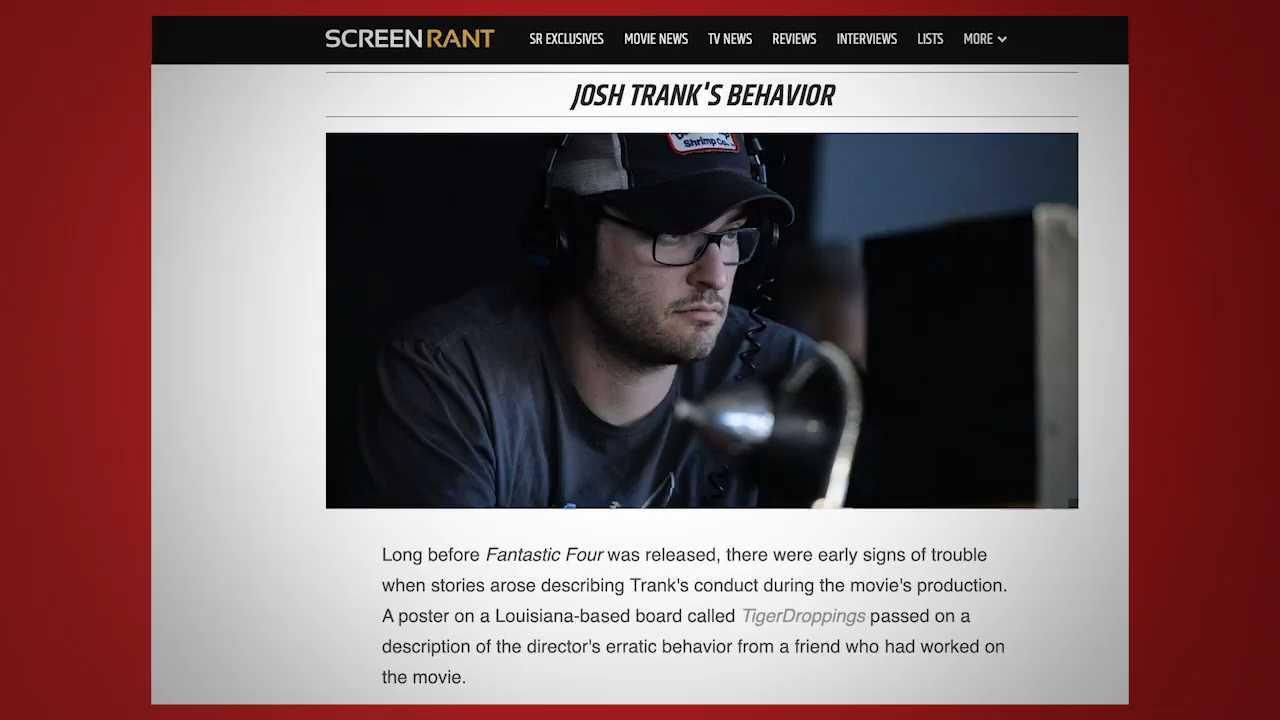 SCREEN RANT SR EXCLUSIVES MOVIE NEWS TV NEWS REVIEWS INTERVIEWS LISTS MORE
JOSH TRANK'S BEHAVIOR
Shrimp Co.
Long before Fantastic Four was released, there were early signs of trouble
when stories arose describing Trank's conduct during the movie's production.
A poster on a Louisiana-based board called TigerDroppings passed on a
description of the director's erratic behavior from a friend who had worked on
the movie.